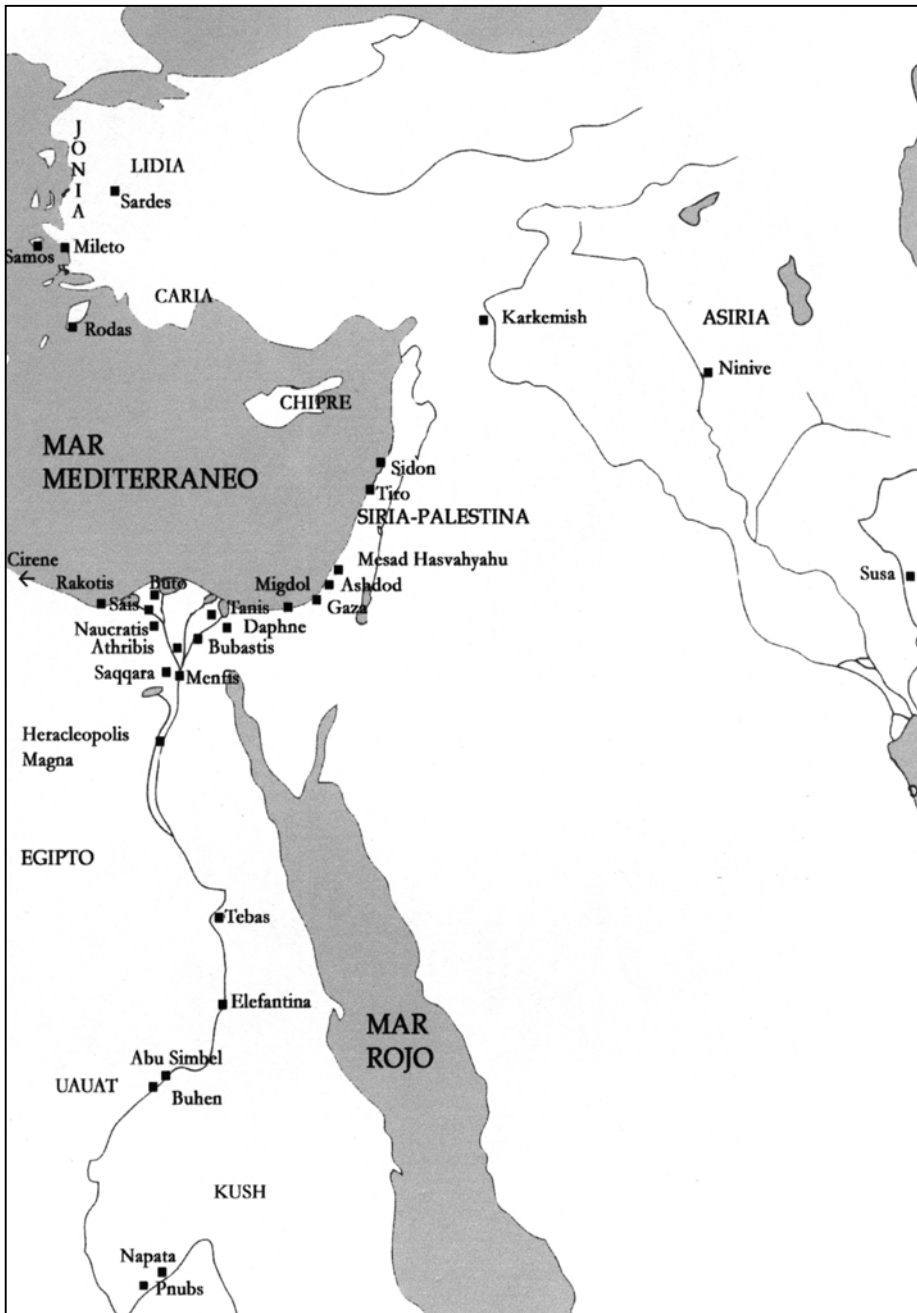 JONIA
LIDIA
Sardes
Samos
Mileto
CARIA
Rodas
Karkemish
ASIRIA
Ninive
CHIPRE
MAR
MEDITERRANEO
Sidon
Tiro
SIRIA-PALESTINA
Cirene
Mesad Hasvahyahu
Rakotis
Buto
Migdol
Ashdod
Susa
Sais
Tanis
Gaza
Naucratis
Daphne
Athribis
Bubastis
Saqqara
Menfis
Heracleopolis
Magna
EGIPTO
Tebas
Elefantina
MAR
ROJO
Abu Simbel
UAUAT
Buhen
KUSH
Napata
Pnubs